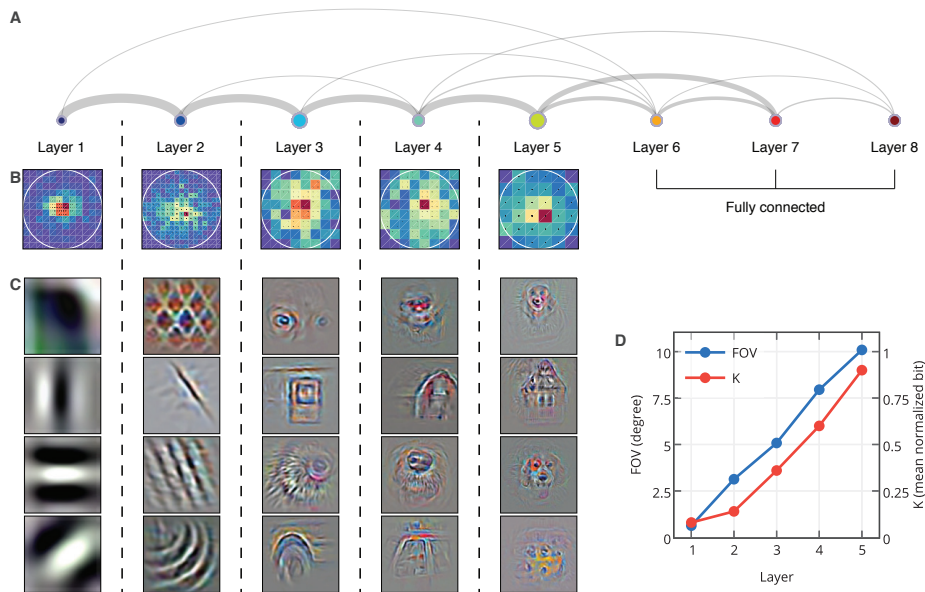 A
Layer 1 Layer 2 Layer 3 Layer 4 Layer 5 Layer 6 Layer 7 Layer 8
B
Fully connected
C
D
FOV
K
10
7.5
5
2.5
0
FOV (degree)
1
0.75
0.5
0.25
0
K (mean normalized bit)
1 2 3 4 5
Layer